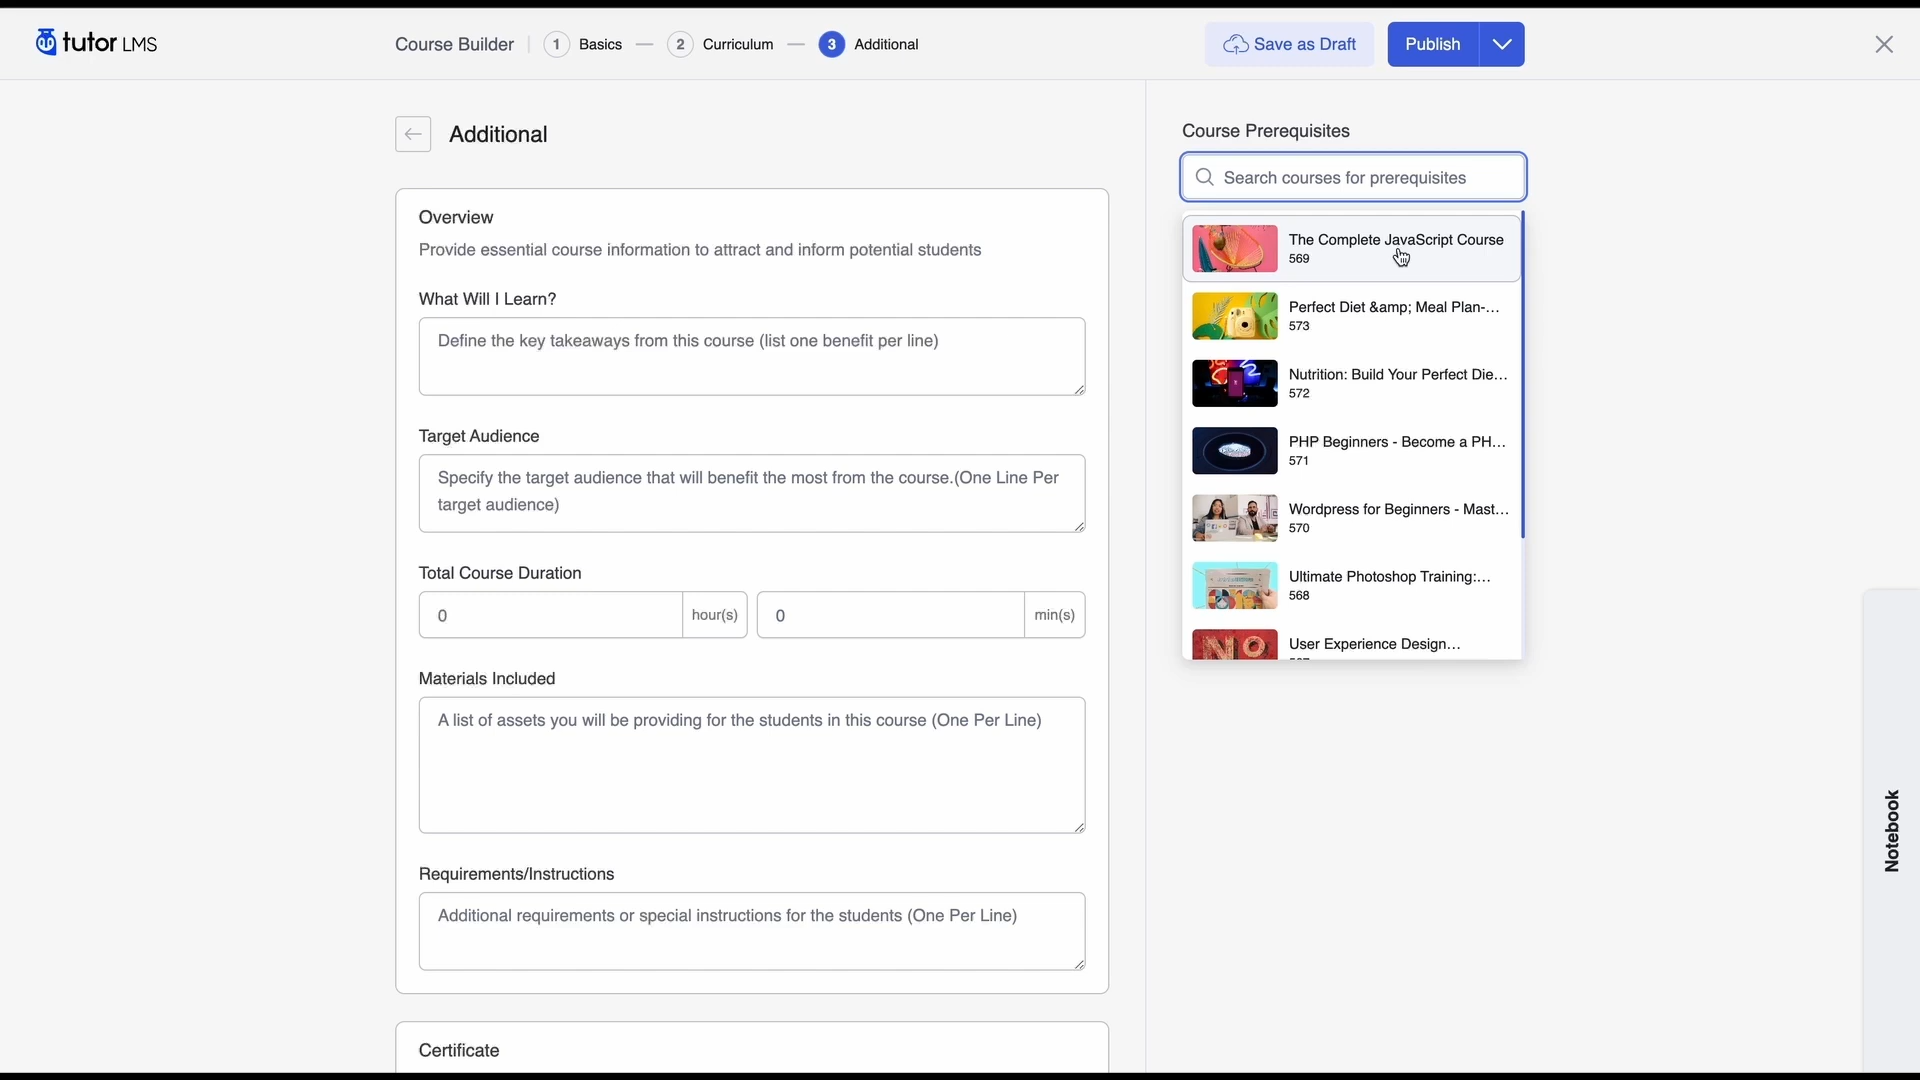 tutor LMS
Course Builder
1 Basics
2 Curriculum
3 Additional
Save as Draft
Publish
Additional
Overview
Provide essential course information to attract and inform potential students
What Will I Learn?
Define the key takeaways from this course (list one benefit per line)
Target Audience
Specify the target audience that will benefit the most from the course.(One Line Per
target audience)
Total Course Duration
0 hour(s) 0 min(s)
Materials Included
A list of assets you will be providing for the students in this course (One Per Line)
Requirements/Instructions
Additional requirements or special instructions for the students (One Per Line)
Certificate
Course Prerequisites
Search courses for prerequisites
The Complete JavaScript Course
569
Perfect Diet &amp; Meal Plan-...
573
Nutrition: Build Your Perfect Die...
572
PHP Beginners - Become a PH...
571
Wordpress for Beginners - Mast...
570
Ultimate Photoshop Training:...
568
NO
User Experience Design...
Notebook